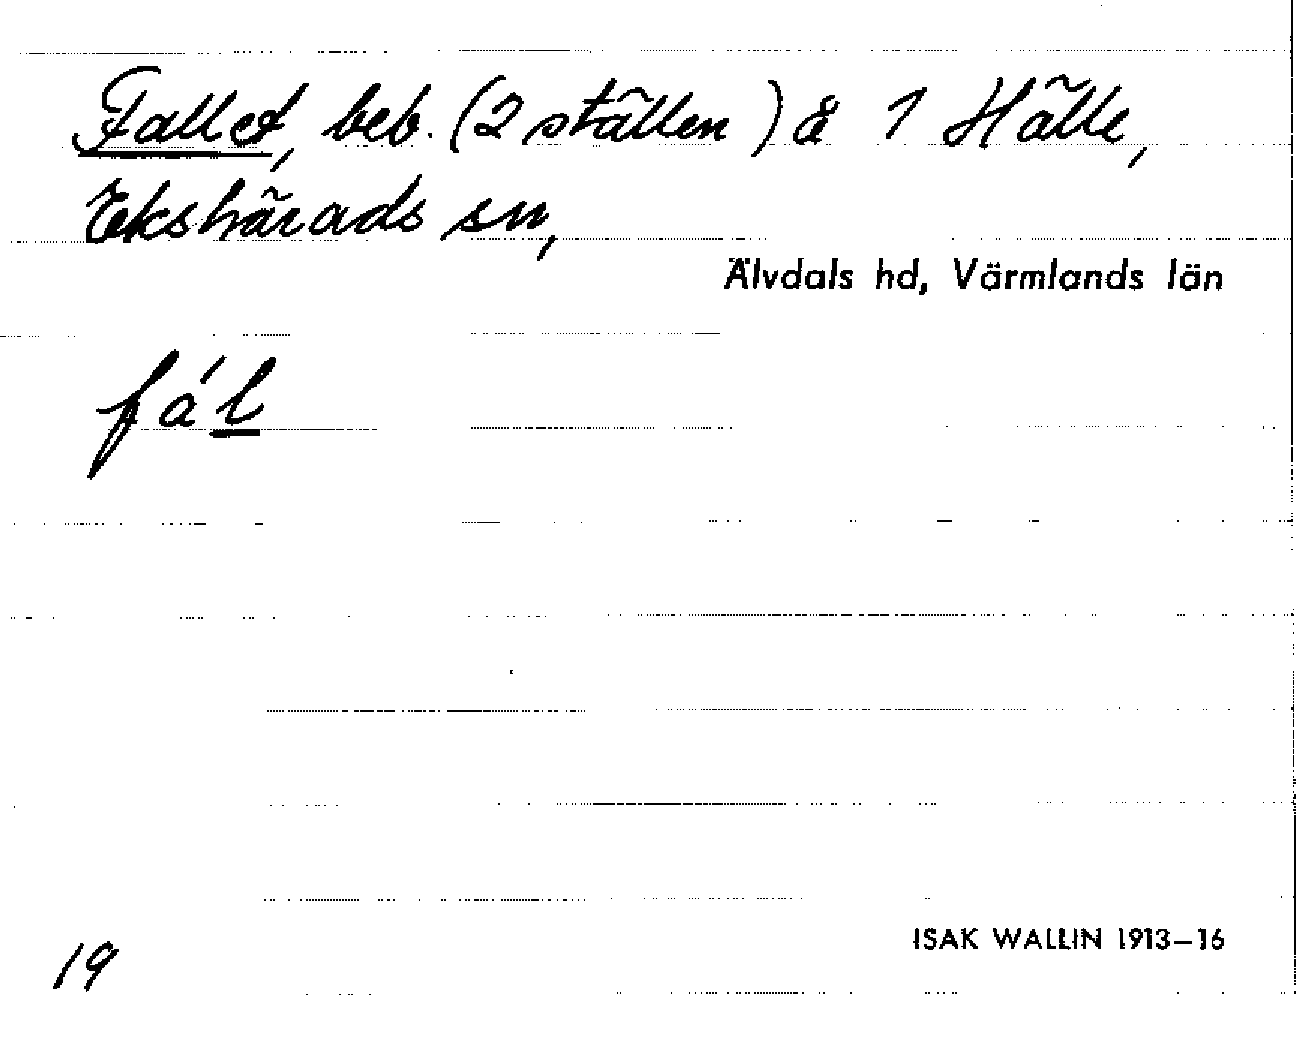 Fallet, beb. (2 ställen) å 1 Hälle,
Ekshärads sn,
Älvdals hd, Värmlands län
fá l
ISAK WALLIN 1913–16
19